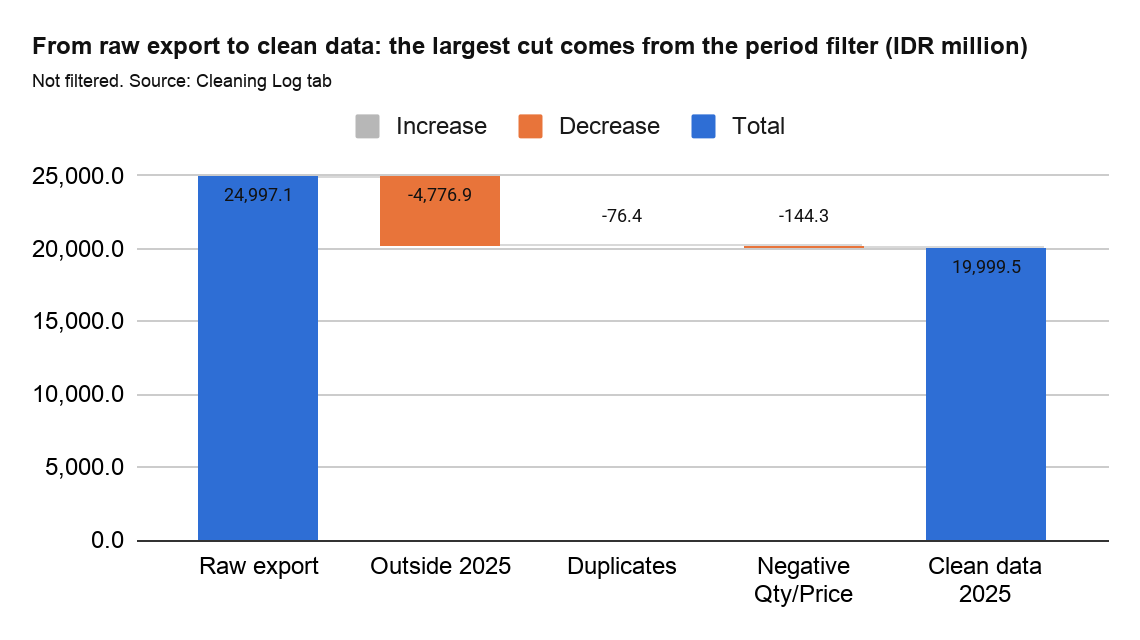 From raw export to clean data: the largest cut comes from the period filter (IDR million)
Not filtered. Source: Cleaning Log tab
Increase
Decrease
Total
25,000.0
20,000.0
15,000.0
10,000.0
5,000.0
0.0
24,997.1
-4,776.9
-76.4
-144.3
19,999.5
Raw export
Outside 2025
Duplicates
Negative
Qty/Price
Clean data
2025